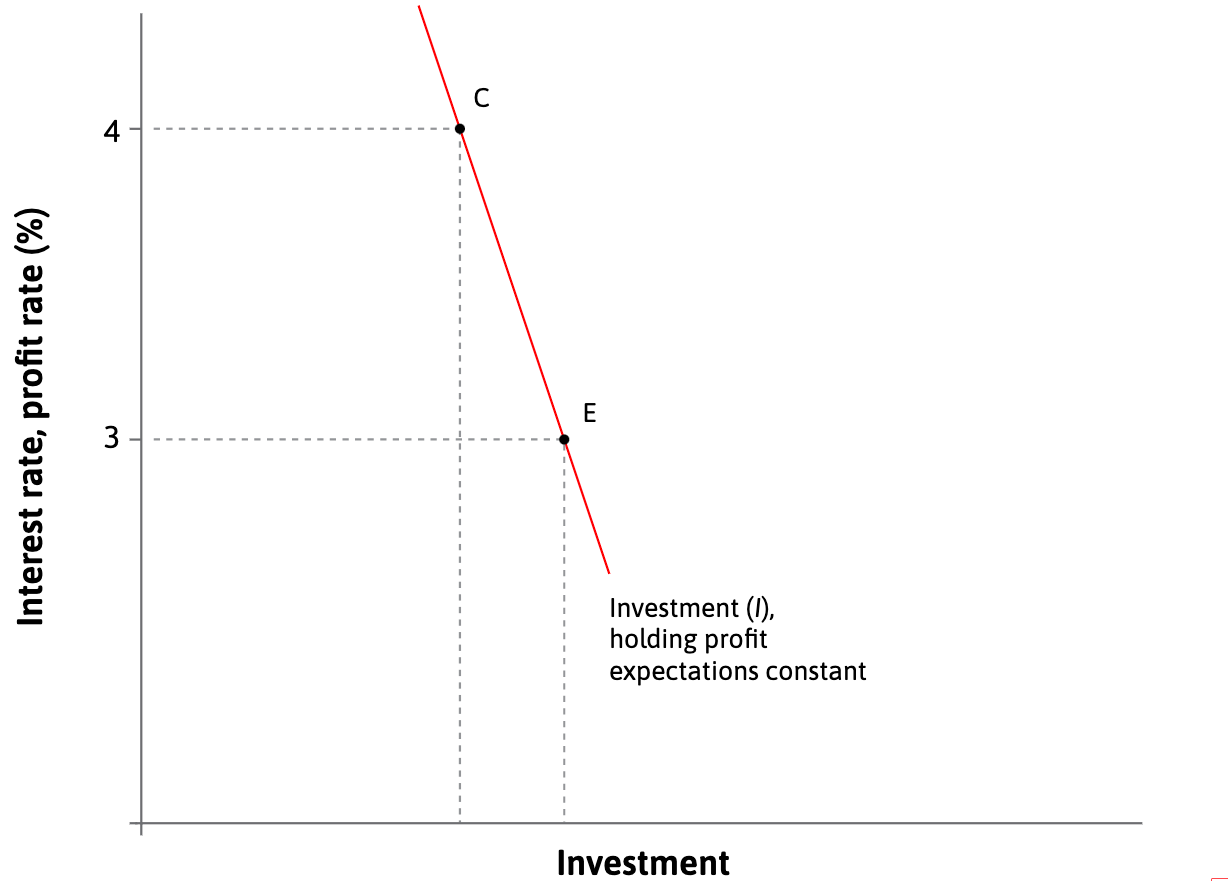 C
4
Interest rate, profit rate (%)
E
3
Investment (I),
holding profit
expectations constant
Investment